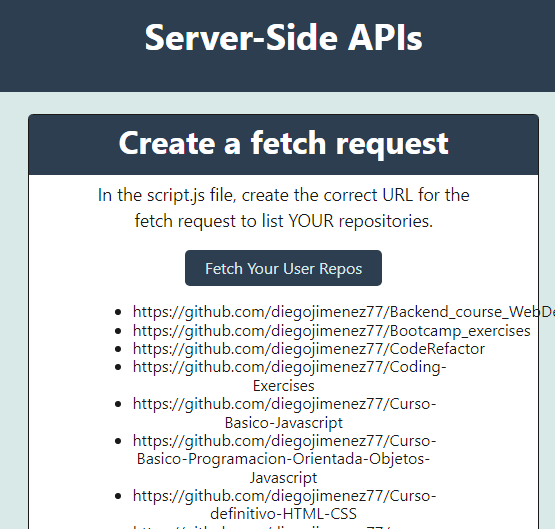 Server-Side APIs
Create a fetch request
In the script.js file, create the correct URL for the
fetch request to list YOUR repositories.
Fetch Your User Repos
https://github.com/diegojimenez77/Backend_course_WebDe
https://github.com/diegojimenez77/Bootcamp_exercises
https://github.com/diegojimenez77/CodeRefactor
https://github.com/diegojimenez77/Coding-
Exercises
https://github.com/diegojimenez77/Curso-
Basico-Javascript
https://github.com/diegojimenez77/Curso-
Basico-Programacion-Orientada-Objetos-
Javascript
https://github.com/diegojimenez77/Curso-
definitivo-HTML-CSS